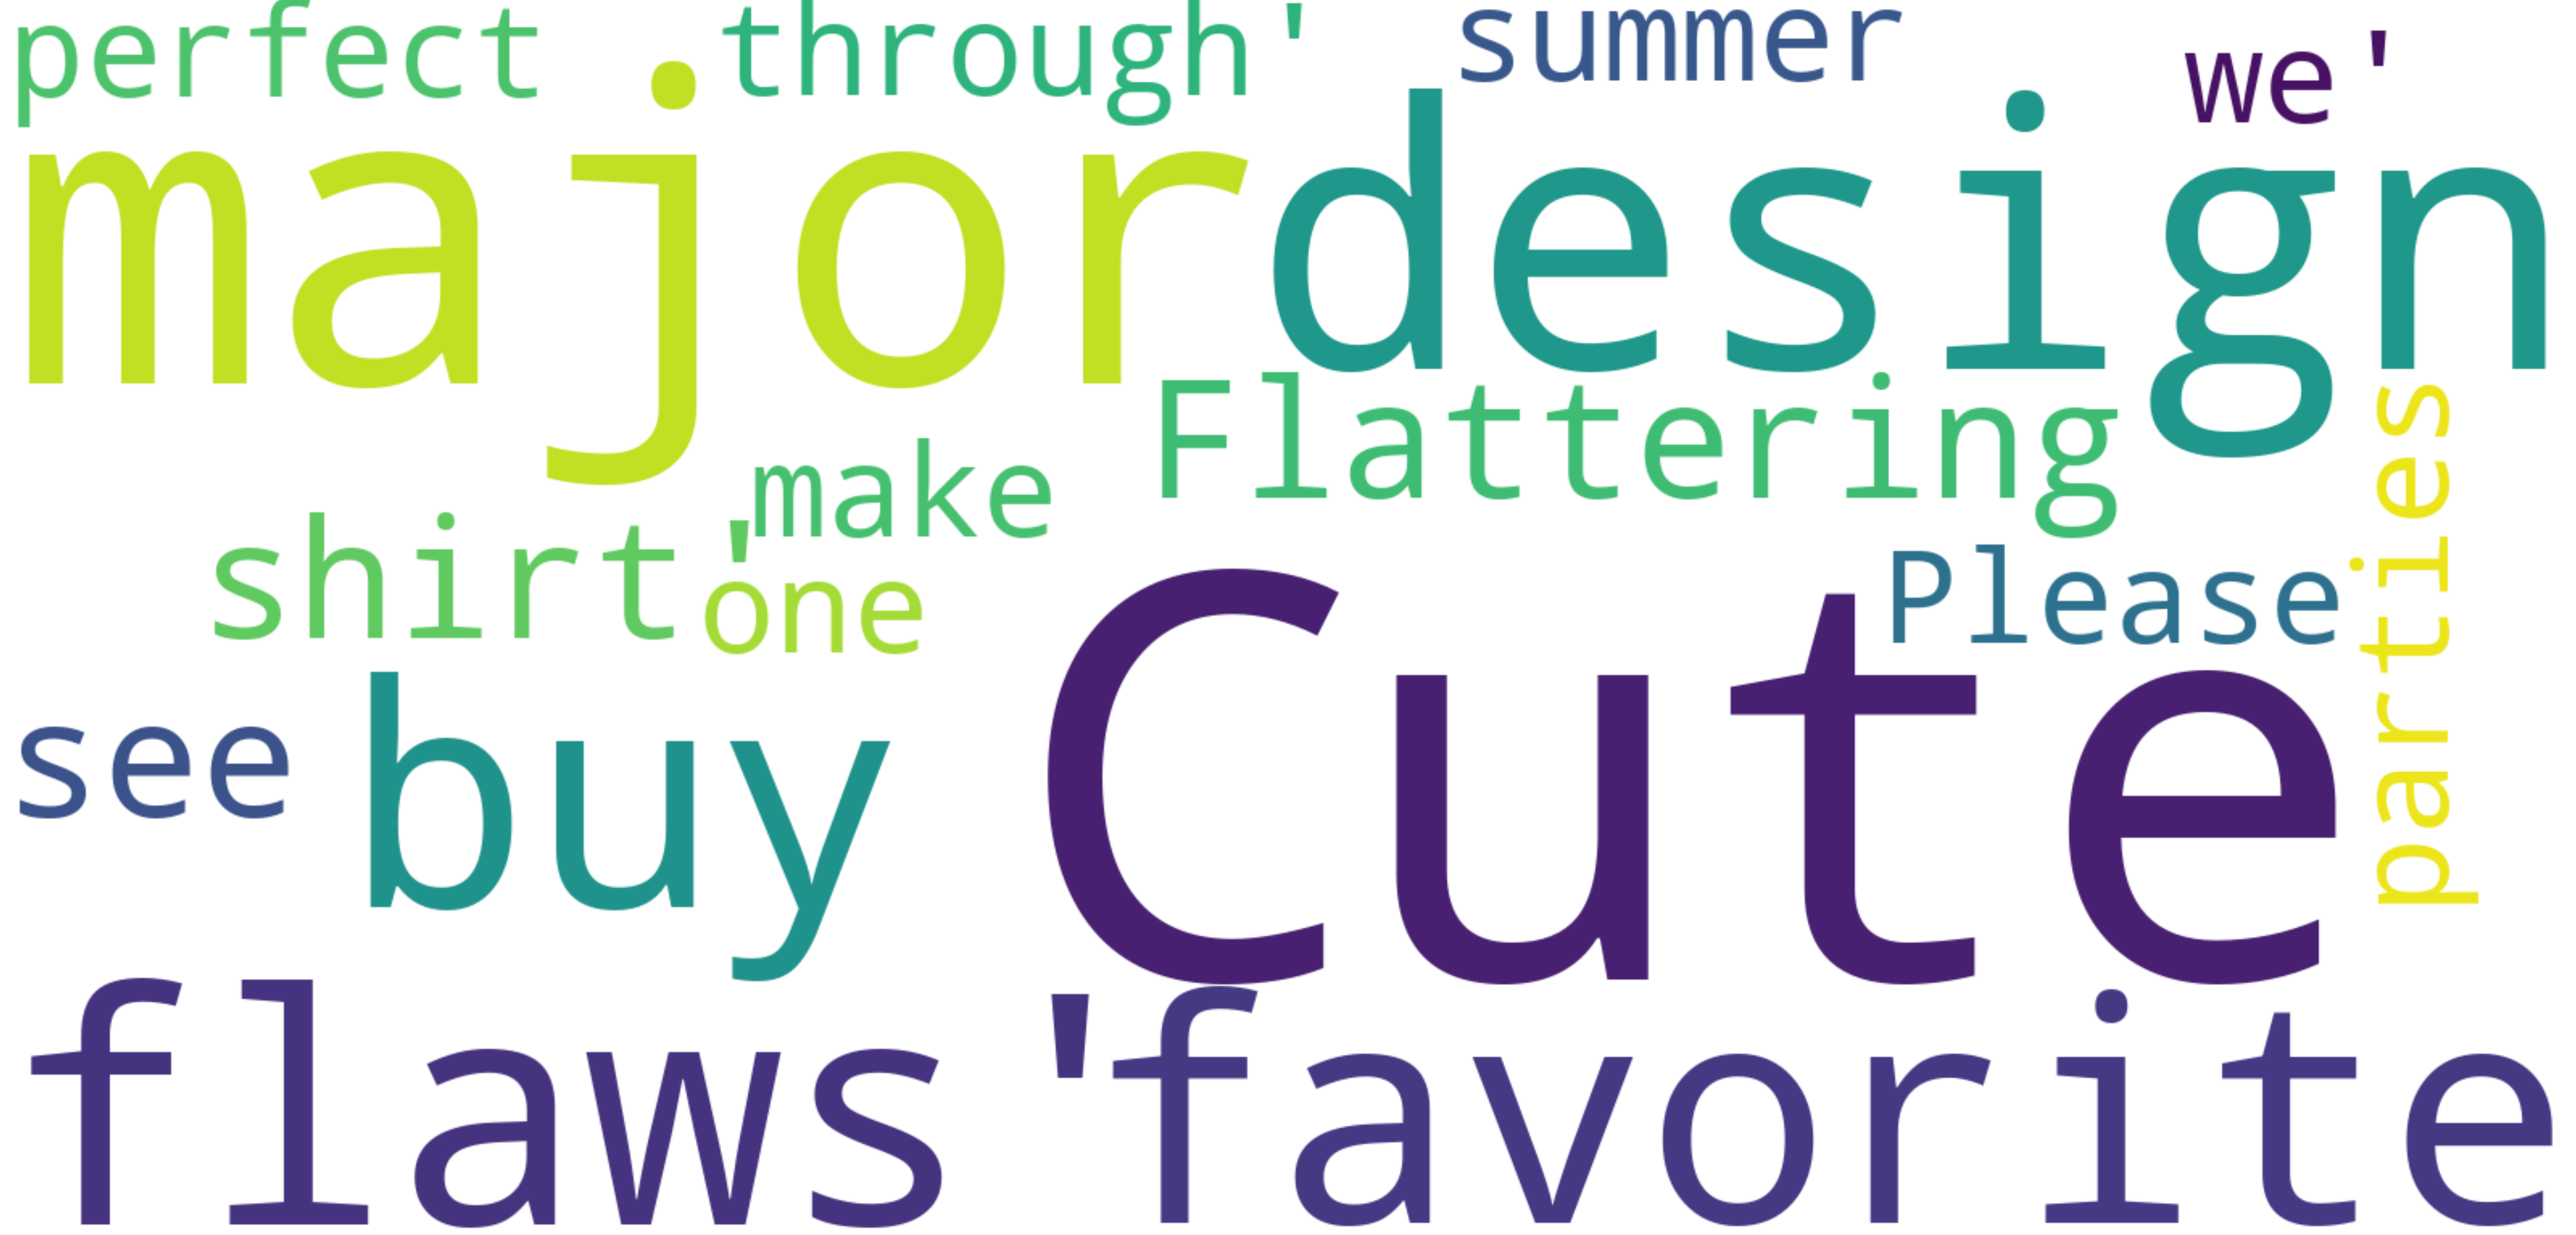 perfect through' summer we'
major design
Flattering
make
shirt'
one
Please
parties
see buy Cute
flaws' favorite